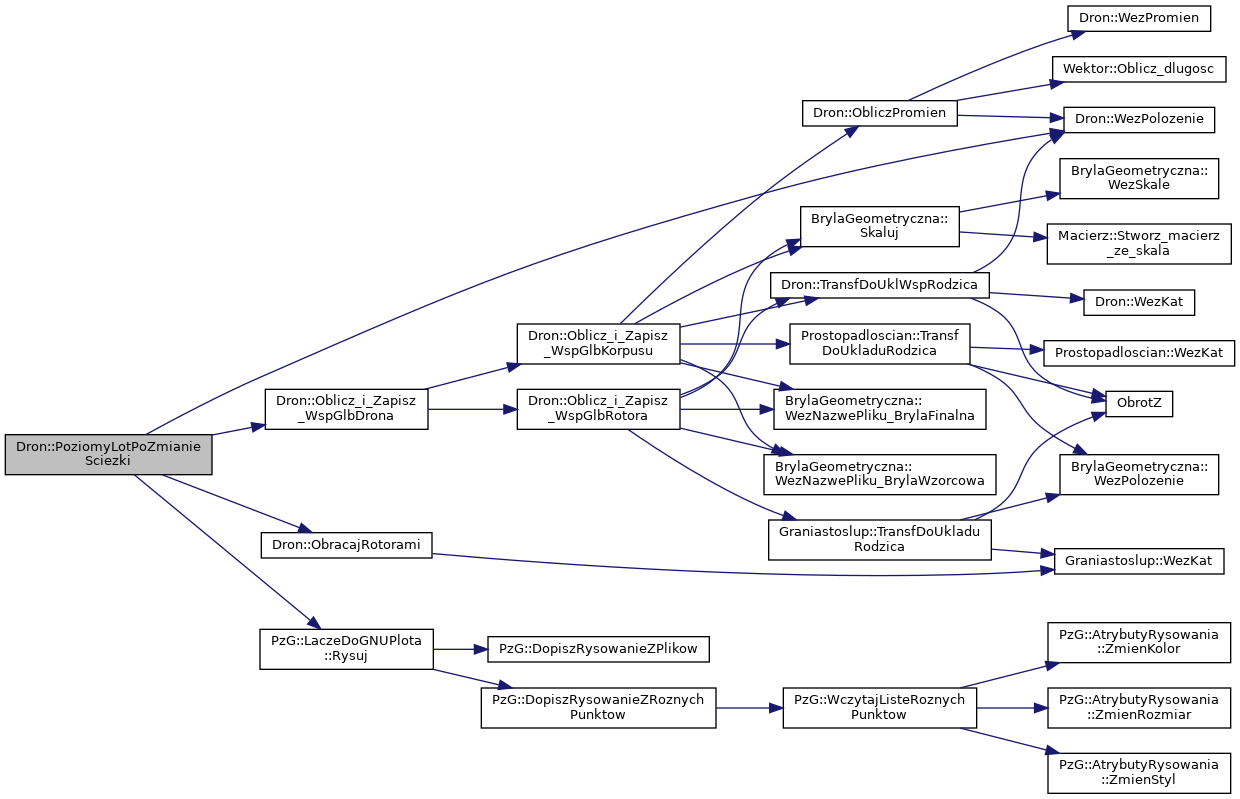 Dron::WezPromien
Wektor::Oblicz_dlugosc
Dron::ObliczPromien
Dron::WezPolozenie
BrylaGeometryczna::
WezSkale
BrylaGeometryczna::
Skaluj
Macierz::Stworz_macierz
_ze_skala
Dron::TransfDoUklWspRodzica
Dron::WezKat
Dron::Oblicz_i_Zapisz
_WspGlbKorpusu
Prostopadloscian::Transf
DoUkladuRodzica
Prostopadloscian::WezKat
Dron::Oblicz_i_Zapisz
_WspGlbDrona
Dron::Oblicz_i_Zapisz
_WspGlbRotora
BrylaGeometryczna::
WezNazwePliku_BrylaFinalna
ObrotZ
Dron::PoziomyLotPoZmianie
Sciezki
BrylaGeometryczna::
WezNazwePliku_BrylaWzorcowa
BrylaGeometryczna::
WezPolozenie
Dron::ObracajRotorami
Graniastoslup::TransfDoUkladu
Rodzica
Graniastoslup::WezKat
PzG::LaczeDoGNUPlota
::Rysuj
PzG::DopiszRysowanieZPlikow
PzG::AtrybutyRysowania
::ZmienKolor
PzG::DopiszRysowanieZRoznych
Punktow
PzG::WczytajListeRoznych
Punktow
PzG::AtrybutyRysowania
::ZmienRozmiar
PzG::AtrybutyRysowania
::ZmienStyl